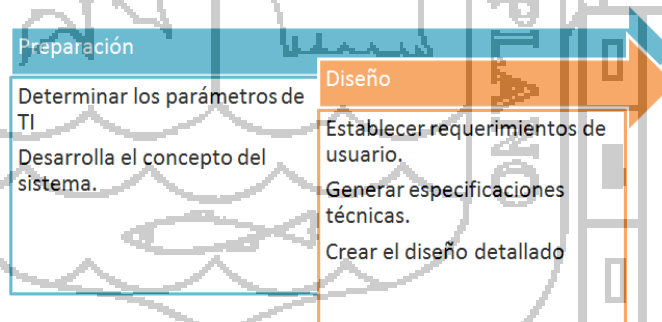 Preparación
Determinar los parámetros de
TI
Desarrolla el concepto del
sistema.
Diseño
Establecer requerimientos de
usuario.
Generar especificaciones
técnicas.
Crear el diseño detallado